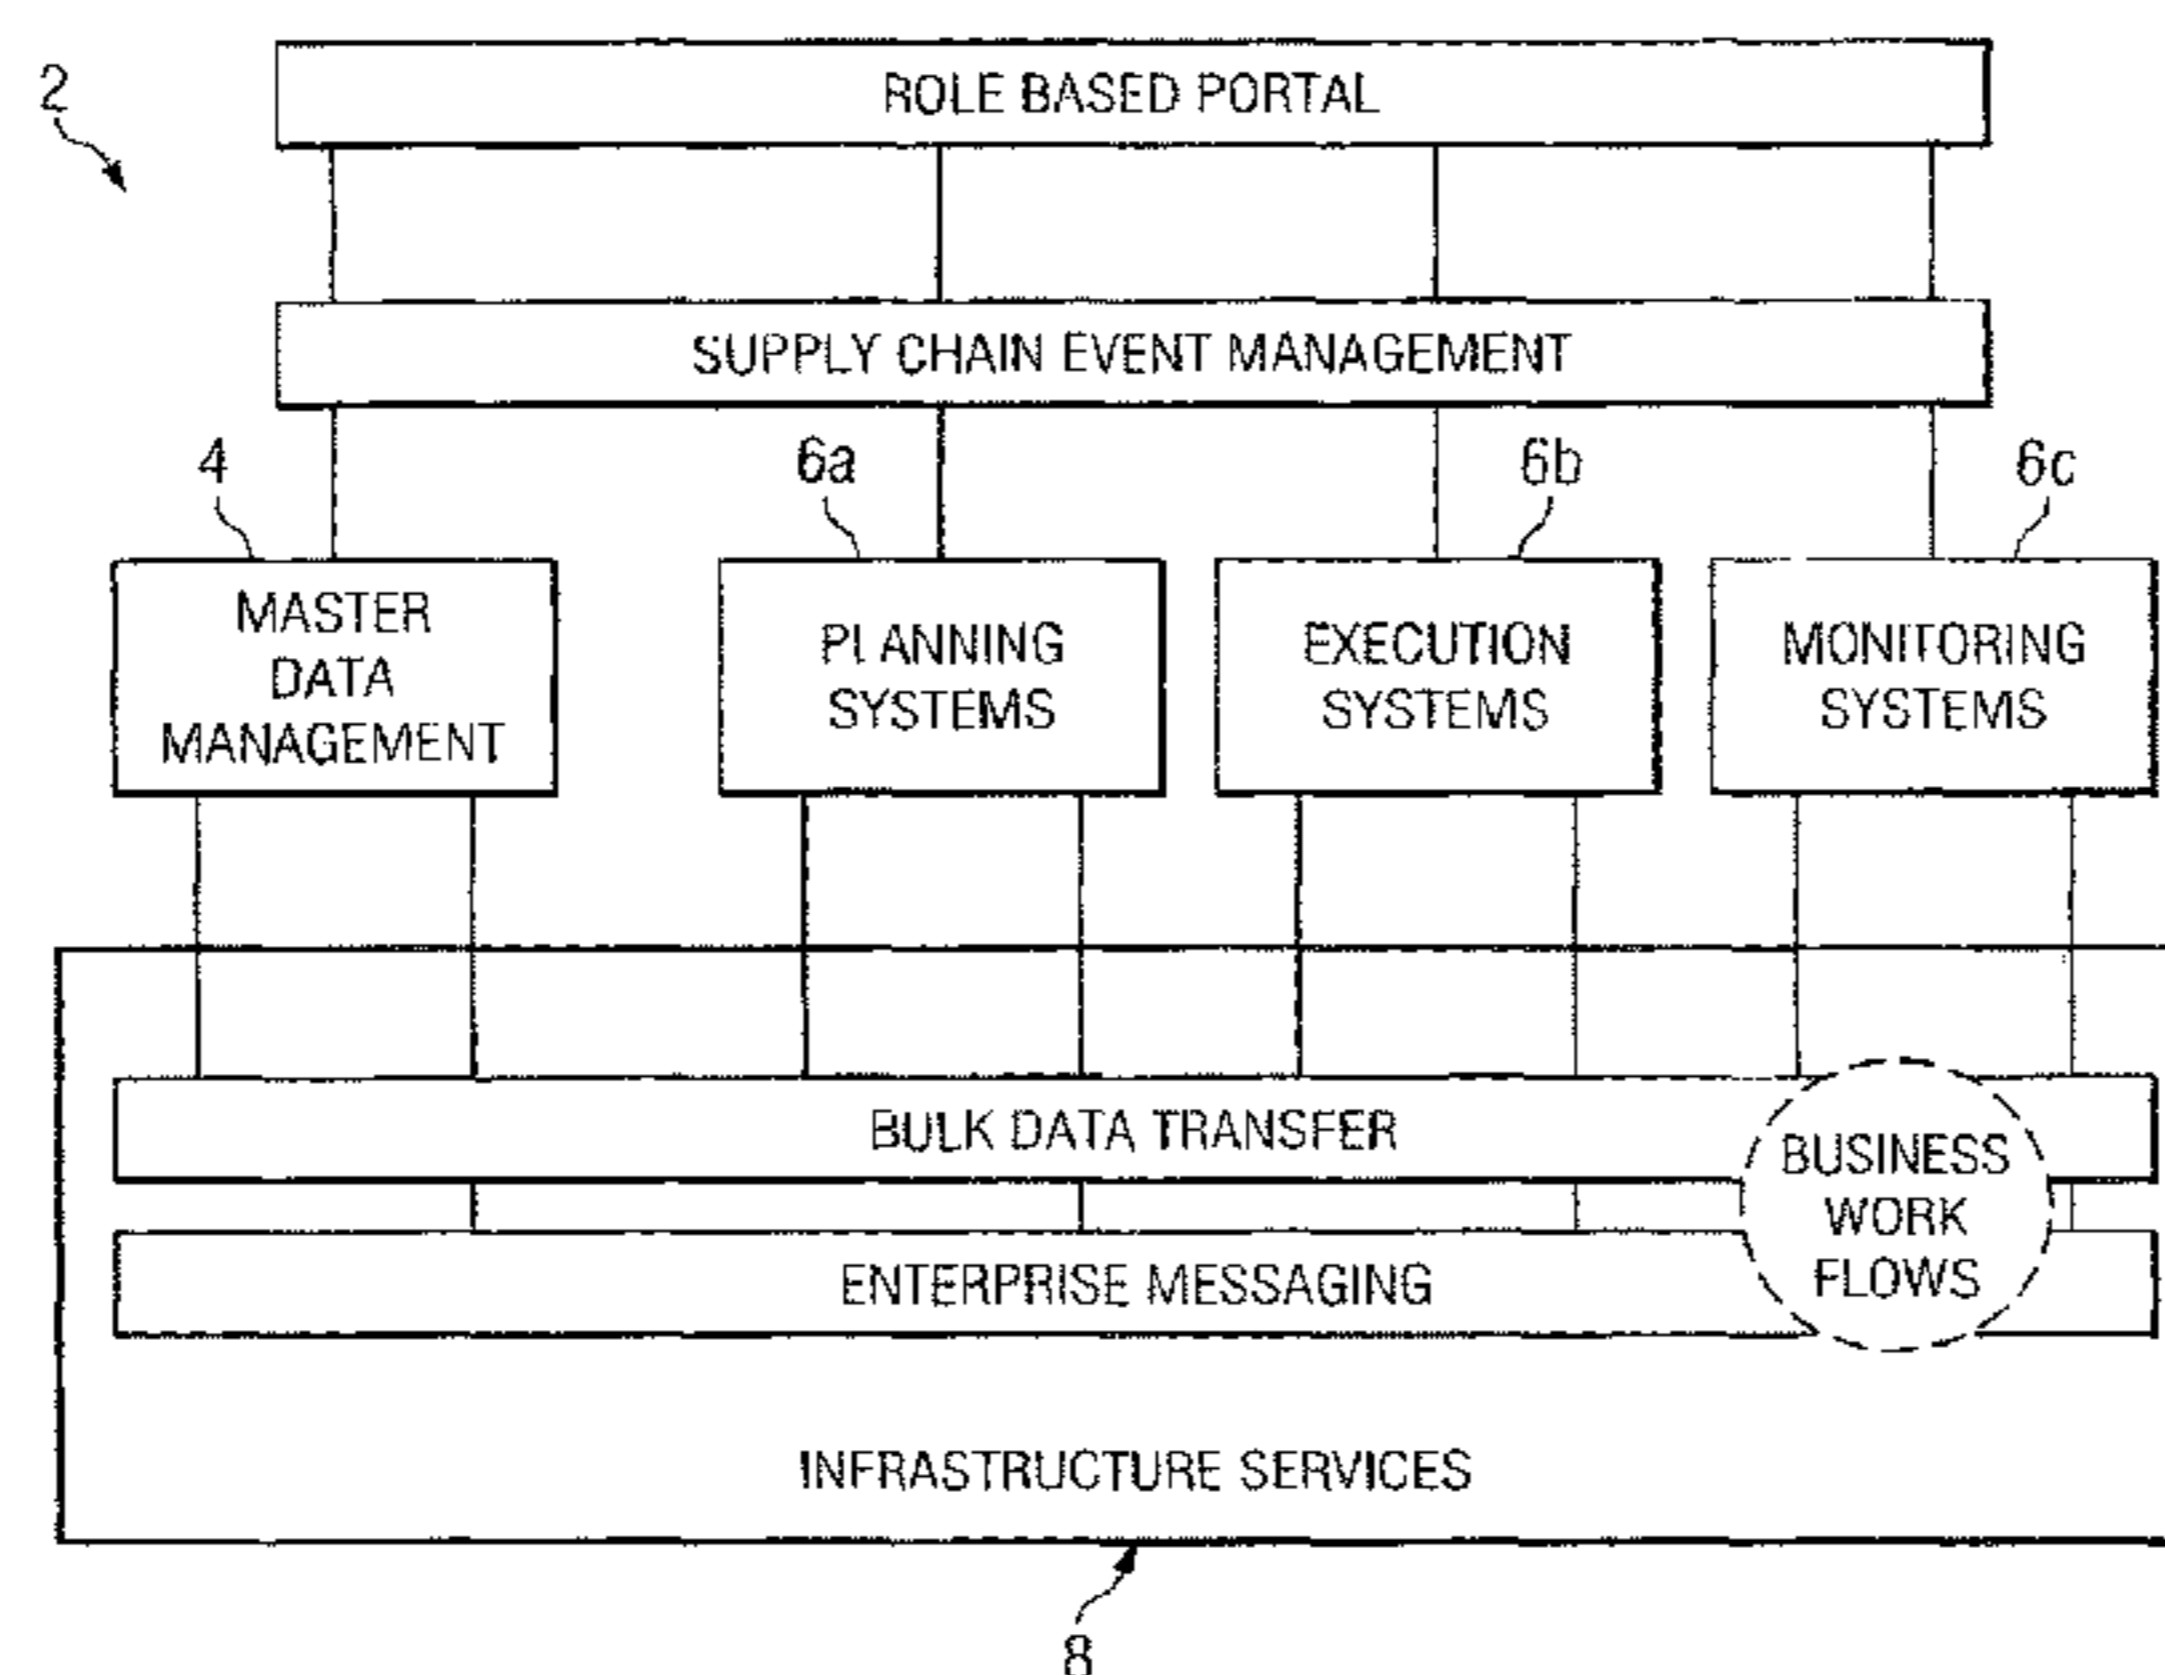 2
ROLE BASED PORTAL
SUPPLY CHAIN EVENT MANAGEMENT
4
6a
6b
6c
MASTER
DATA
MANAGEMENT
PLANNING
SYSTEMS
EXECUTION
SYSTEMS
MONITORING
SYSTEMS
BULK DATA TRANSFER
BUSINESS
WORK
FLOWS
ENTERPRISE MESSAGING
INFRASTRUCTURE SERVICES
8